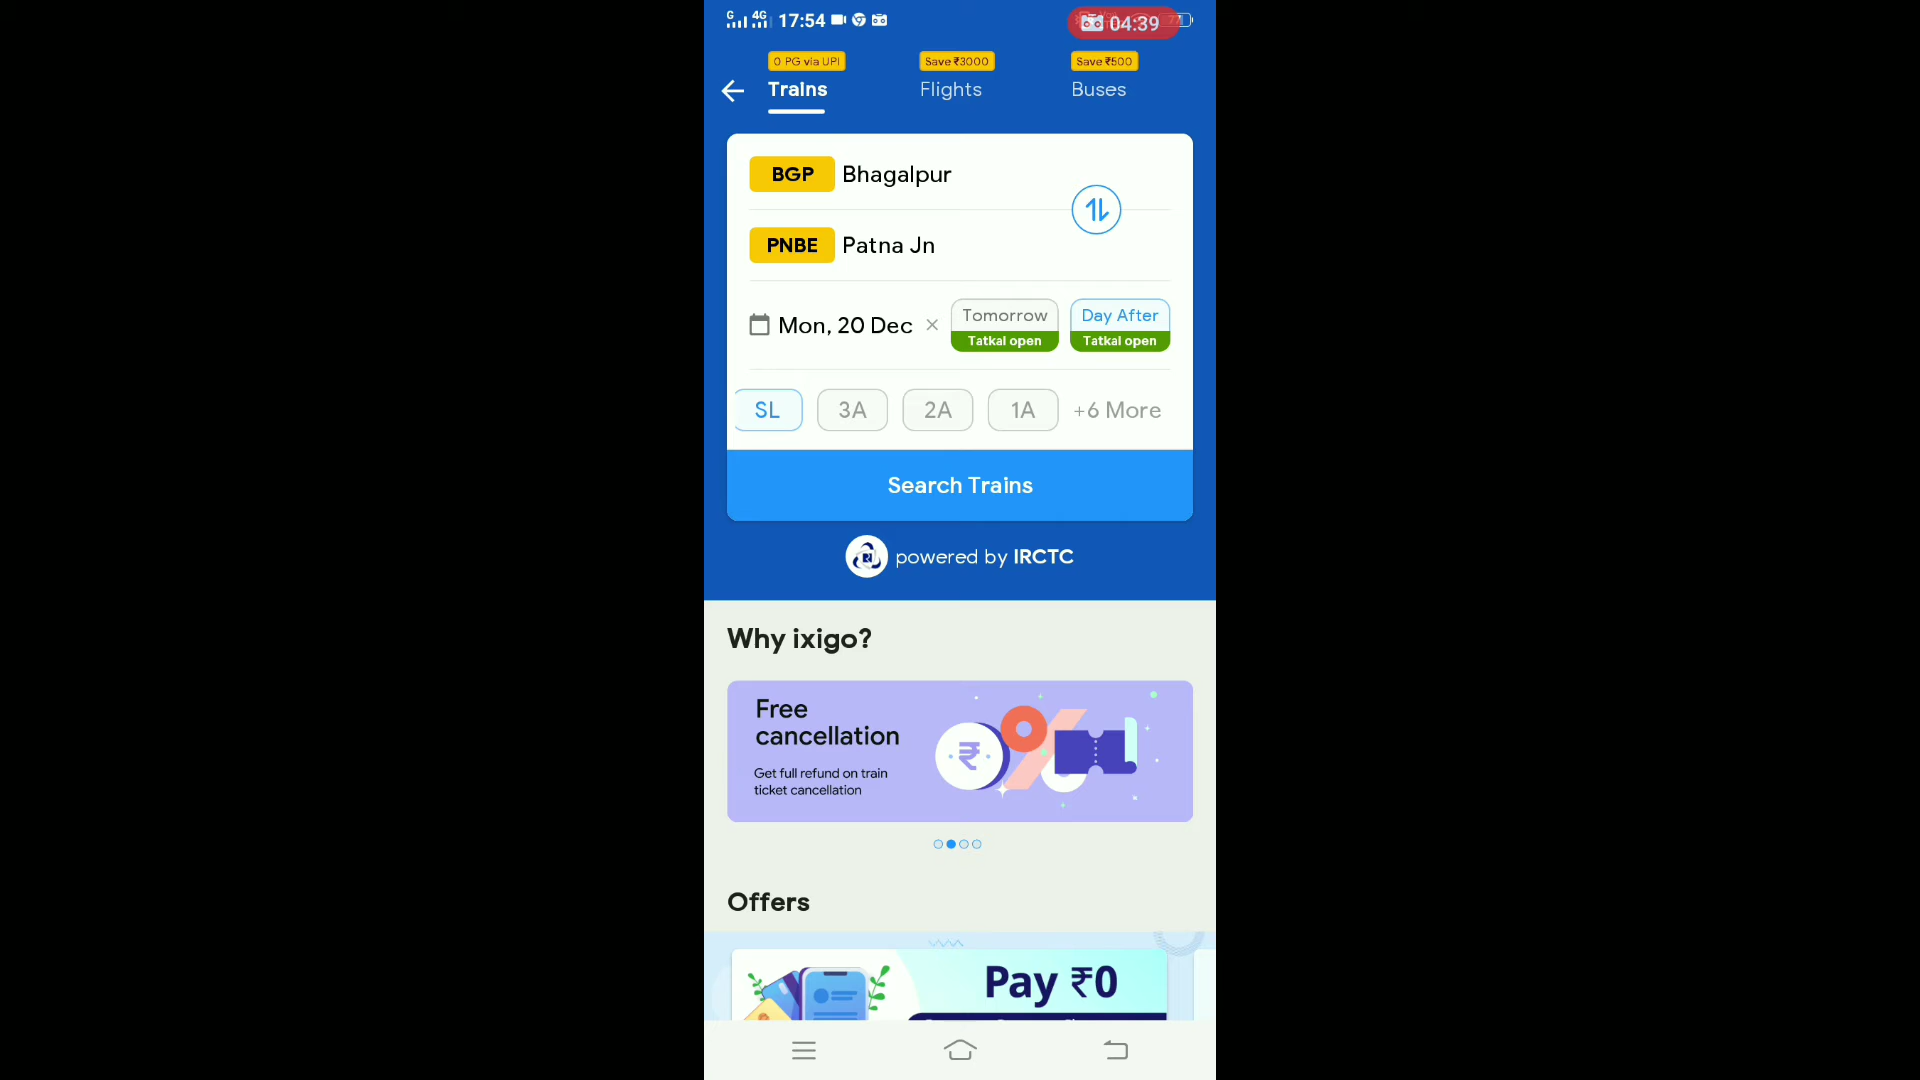 G 4G 17:54 04:39 77
0 PG via UPI Save ₹3000 Save ₹500
Trains Flights Buses
BGP Bhagalpur
PNBE Patna Jn
Mon, 20 Dec × Tomorrow Day After
Tatkal open Tatkal open
SL 3A 2A 1A +6 More
Search Trains
powered by IRCTC
Why ixigo?
Free
cancellation
Get full refund on train
ticket cancellation
Offers
Pay ₹0